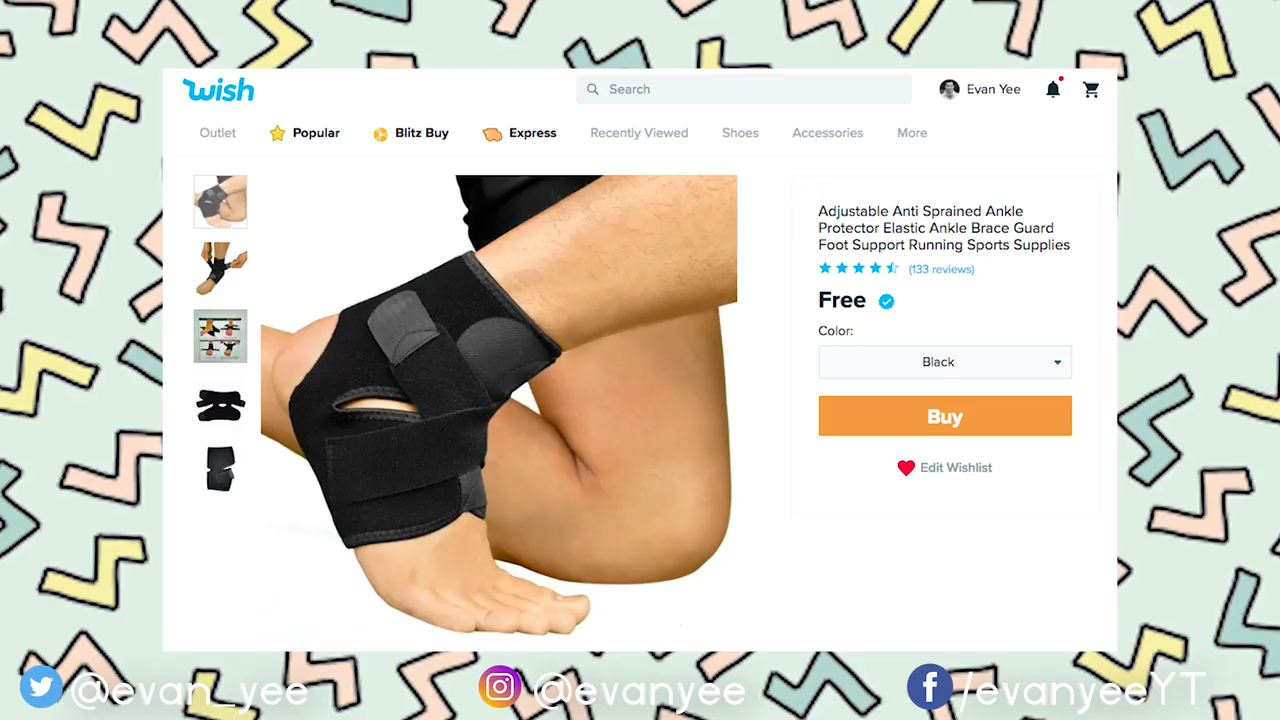 wish
Search
Evan Yee
Outlet
Popular
Blitz Buy
Express
Recently Viewed
Shoes
Accessories
More
Adjustable Anti Sprained Ankle
Protector Elastic Ankle Brace Guard
Foot Support Running Sports Supplies
(133 reviews)
Free
Color:
Black
Buy
Edit Wishlist
@evan_yee
@evanyee
/evanyeeYT